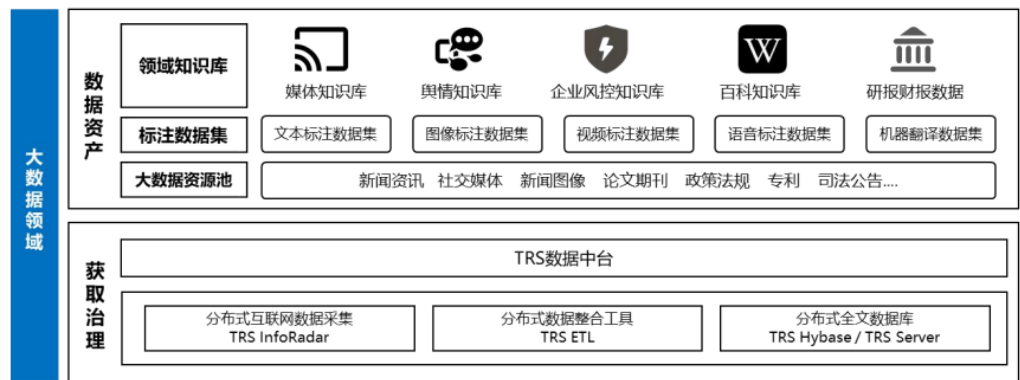 大数据领域
数据资产
领域知识库
媒体知识库 舆情知识库 企业风控知识库 百科知识库 研报财报数据
标注数据集
文本标注数据集 图像标注数据集 视频标注数据集 语音标注数据集 机器翻译数据集
大数据资源池
新闻资讯 社交媒体 新闻图像 论文期刊 政策法规 专利 司法公告....
获取治理
TRS数据中台
分布式互联网数据采集
TRS InfoRadar
分布式数据整合工具
TRS ETL
分布式全文数据库
TRS Hybase / TRS Server
W